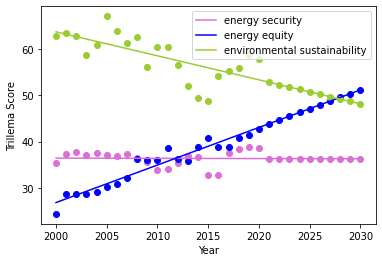 energy security
energy equity
environmental sustainability
Trillema Score
60
50
40
30
2000
2005
2010
2015
2020
2025
2030
Year